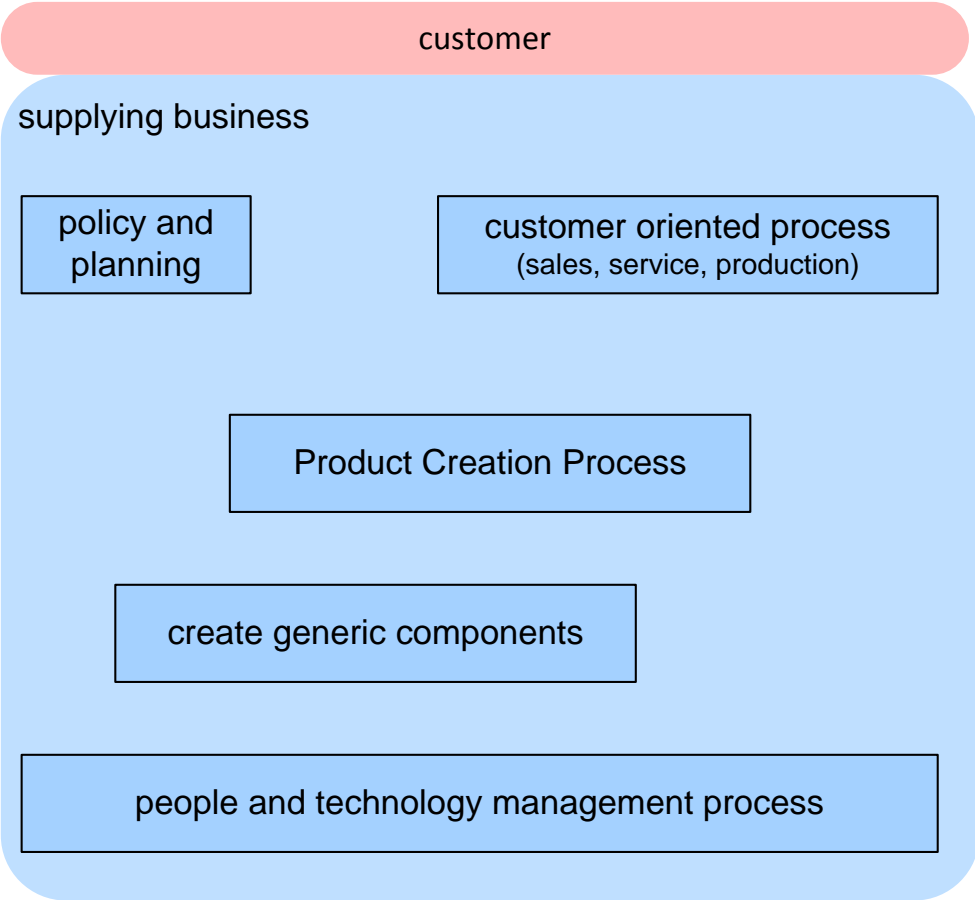 customer
supplying business
policy and
planning
customer oriented process
(sales, service, production)
Product Creation Process
create generic components
people and technology management process